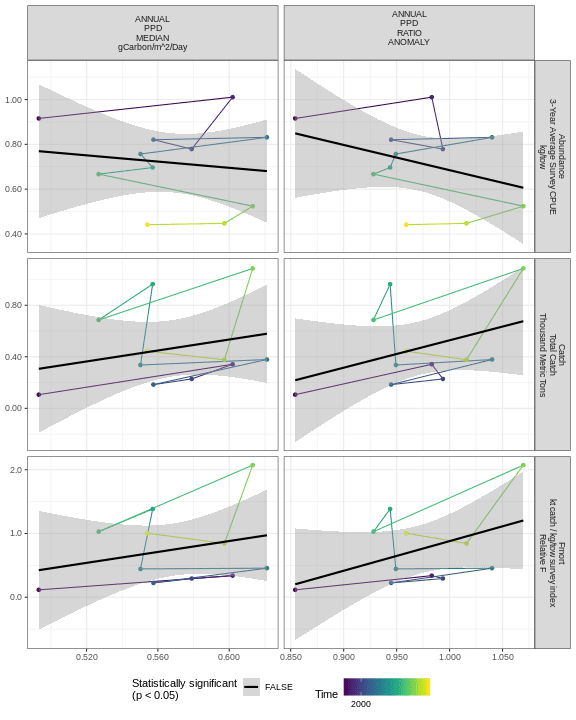 ANNUAL
PPD
MEDIAN
gCarbon/m^2/Day
ANNUAL
PPD
RATIO
ANOMALY
1.00
0.80
0.60
0.40
Abundance
3-Year Average Survey CPUE
kg/tow
0.80
0.40
0.00
Catch
Total Catch
Thousand Metric Tons
2.0
1.0
0.0
Fmort
kt catch / kg/tow survey index
Relative F
0.520
0.560
0.600
0.850
0.900
0.950
1.000
1.050
Statistically significant
(p < 0.05)
FALSE
Time
2000